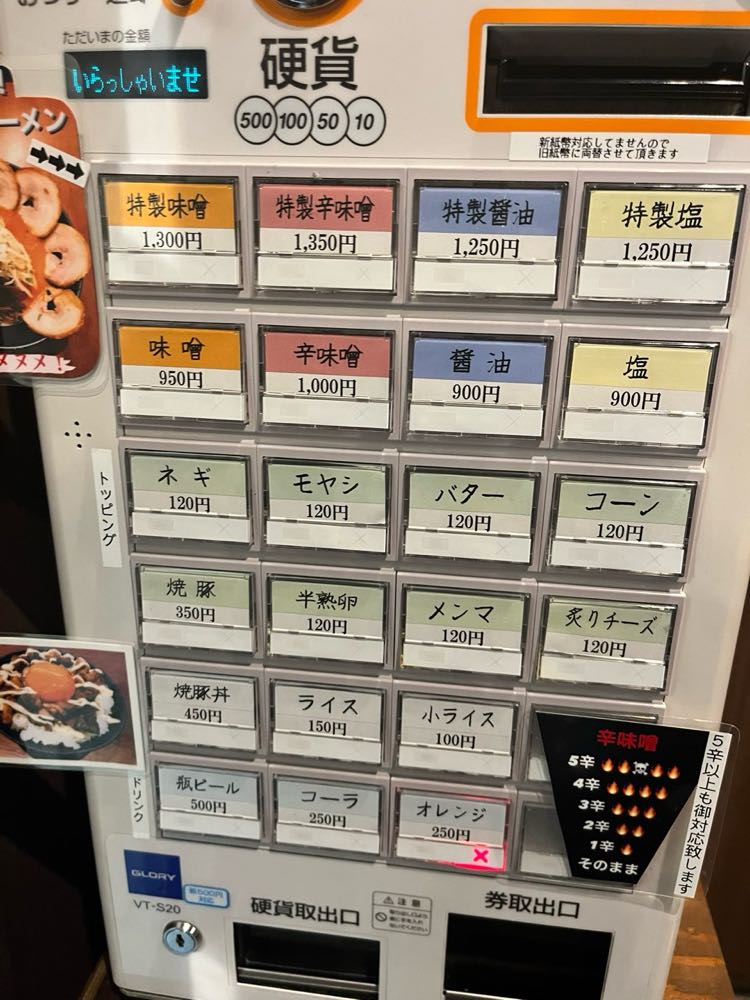 ただいまの金額
いらっしゃいませ
硬貨
500 100 50 10
新紙幣対応してませんので
旧紙幣に両替させて頂きます
ーメン
メメメ！
特製味噌
1,300円
特製辛味噌
1,350円
特製醤油
1,250円
特製塩
1,250円
味噌
950円
辛味噌
1,000円
醤油
900円
塩
900円
トッピング
ネギ
120円
モヤシ
120円
バター
120円
コーン
120円
焼豚
350円
半熟卵
120円
メンマ
120円
炙りチーズ
120円
焼豚丼
450円
ライス
150円
小ライス
100円
ドリンク
瓶ビール
500円
コーラ
250円
オレンジ
250円
辛味噌
5辛
4辛
3辛
2辛
1辛
そのまま
5辛以上も御対応致します
GLORY
新500円
対応
VT-S20
硬貨取出口
注意
券取出口